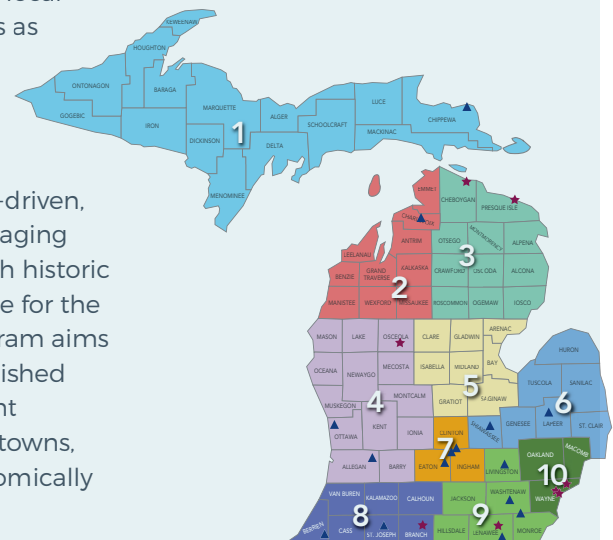 s as
-driven,
aging
h historic
e for the
ram aims
ished
nt
towns,
omically
KEWEENAW
HOUGHTON
ONTONAGON
BARAGA
GOGEBIC
IRON
MARQUETTE
1
DICKINSON
MENOMINEE
ALGER
DELTA
SCHOOLCRAFT
LUCE
MACKINAC
CHIPPEWA
EMMET
CHEBOYGAN
PRESQUE ISLE
ANTRIM
OTSEGO
MONTMORENCY
ALPENA
3
LEELANAU
BENZIE
GRAND
TRAVERSE
KALKASKA
CRAWFORD
OSCODA
ALCONA
2
MANISTEE
WEXFORD
MISSAUKEE
ROSCOMMON
OGEMAW
IOSCO
MASON
LAKE
OSCEOLA
CLARE
GLADWIN
ARENAC
OCEANA
NEWAYGO
MECOSTA
ISABELLA
MIDLAND
BAY
HURON
4
5
6
MUSKEGON
MONTCALM
GRATIOT
SAGINAW
TUSCOLA
SANILAC
OTTAWA
KENT
IONIA
CLINTON
SHIAWASSEE
GENESEE
LAPEER
ST. CLAIR
7
ALLEGAN
BARRY
EATON
INGHAM
LIVINGSTON
OAKLAND
MACOMB
10
VAN BUREN
KALAMAZOO
CALHOUN
JACKSON
WASHTENAW
WAYNE
8
9
BERRIEN
CASS
ST. JOSEPH
BRANCH
HILLSDALE
LENAWEE
MONROE